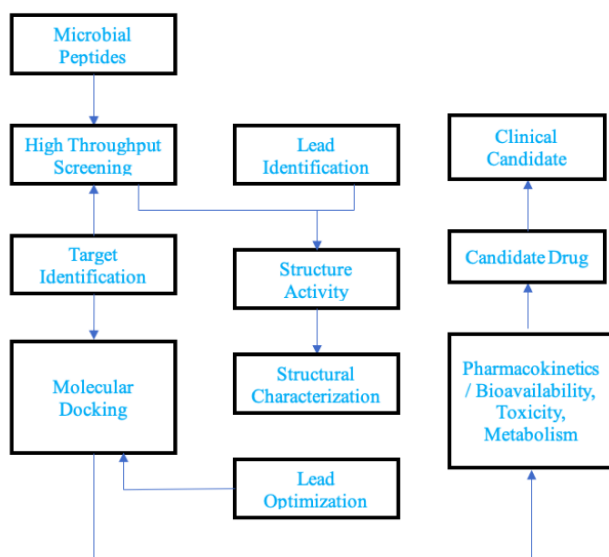 Microbial
Peptides
High Throughput
Screening
Lead
Identification
Clinical
Candidate
Target
Identification
Structure
Activity
Candidate Drug
Molecular
Docking
Structural
Characterization
Pharmacokinetics
/ Bioavailability,
Toxicity,
Metabolism
Lead
Optimization